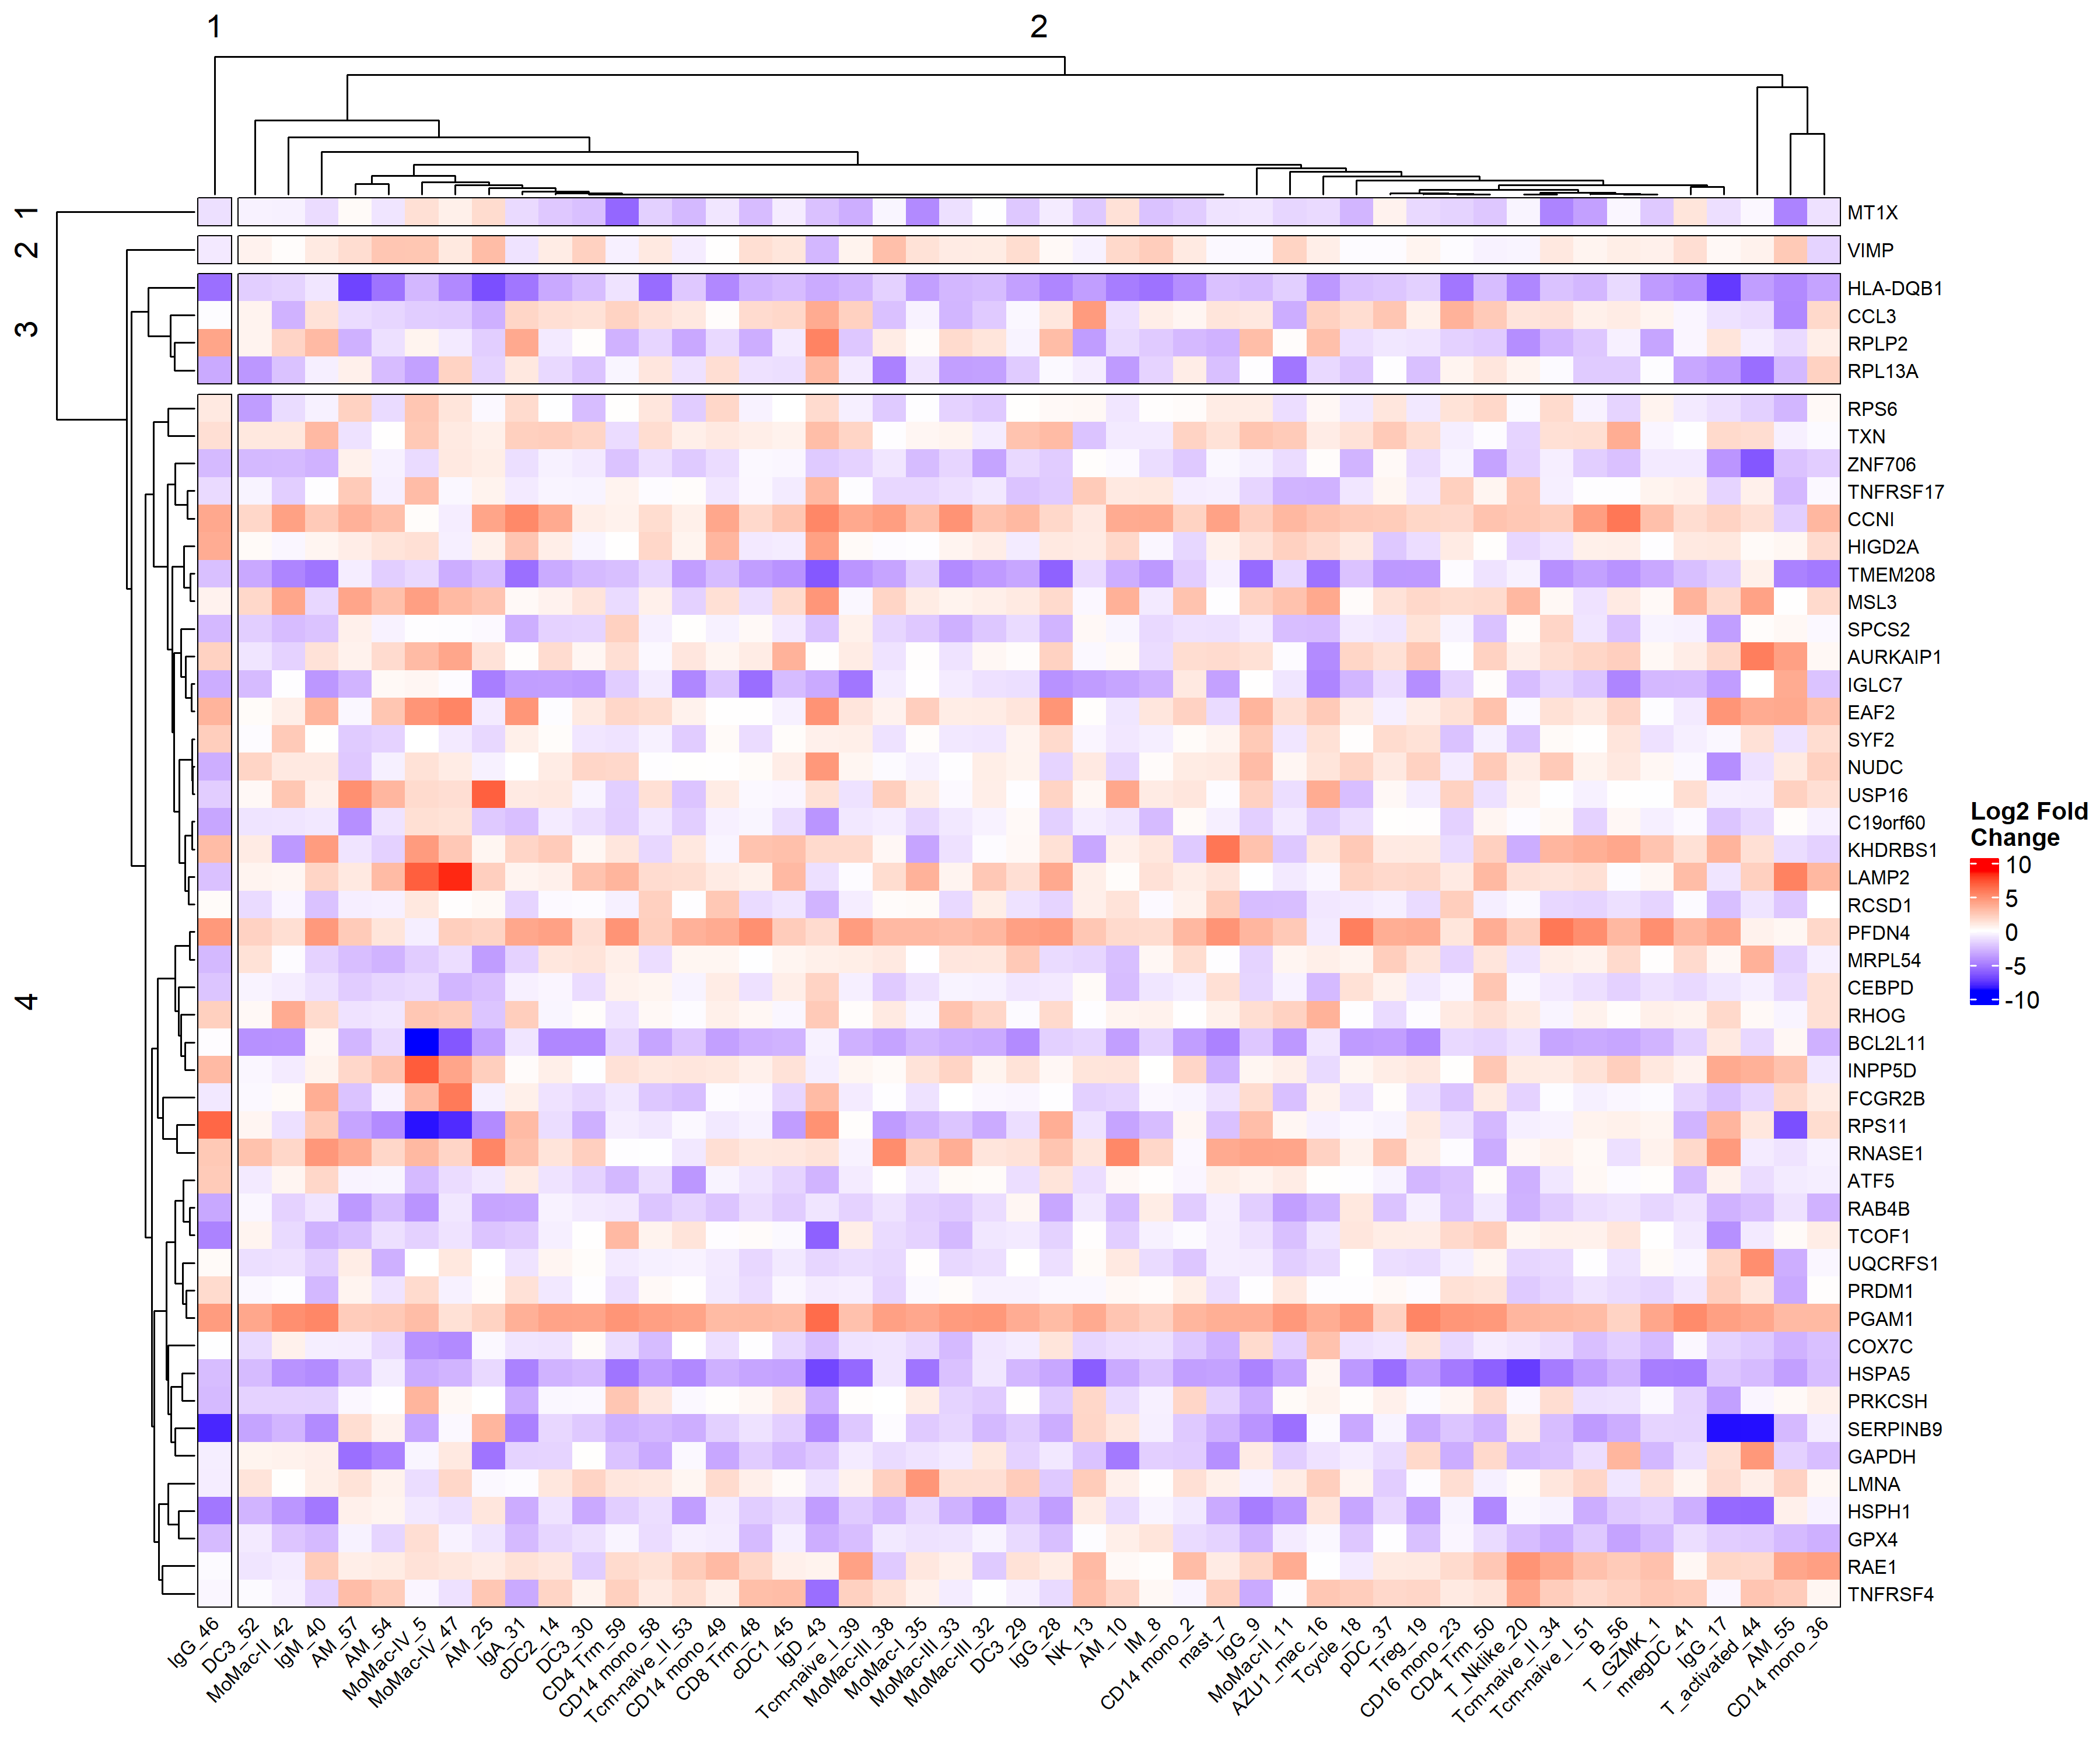 1
2
1
2
3
4
MT1X
VIMP
HLA-DQB1
CCL3
RPLP2
RPL13A
RPS6
TXN
ZNF706
TNFRSF17
CCNI
HIGD2A
TMEM208
MSL3
SPCS2
AURKAIP1
IGLC7
EAF2
SYF2
NUDC
USP16
C19orf60
KHDRBS1
LAMP2
RCSD1
PFDN4
MRPL54
CEBPD
RHOG
BCL2L11
INPP5D
FCGR2B
RPS11
RNASE1
ATF5
RAB4B
TCOF1
UQCRFS1
PRDM1
PGAM1
COX7C
HSPA5
PRKCSH
SERPINB9
GAPDH
LMNA
HSPH1
GPX4
RAE1
TNFRSF4
Log2 Fold
Change
10
5
0
-5
-10
IgG_46
DC3_52
MoMac-II_42
IgM_40
AM_57
AM_54
MoMac-IV_5
MoMac-IV_47
AM_25
IgA_31
cDC2_14
DC3_30
CD4 Trm_59
CD14 mono_58
Tcm-naive_II_53
CD14 mono_49
CD8 Trm_48
cDC1_45
IgD_43
Tcm-naive_I_39
MoMac-III_38
MoMac-I_35
MoMac-III_33
MoMac-III_32
DC3_29
IgG_28
NK_13
AM_10
IM_8
CD14 mono_2
mast_7
IgG_9
MoMac-II_11
AZU1_mac_16
Tcycle_18
pDC_37
Treg_19
CD16 mono_23
CD4 Trm_50
T_Nklike_20
Tcm-naive_II_34
Tcm-naive_I_51
B_56
T_GZMK_1
mregDC_41
IgG_17
T_activated_44
AM_55
CD14 mono_36